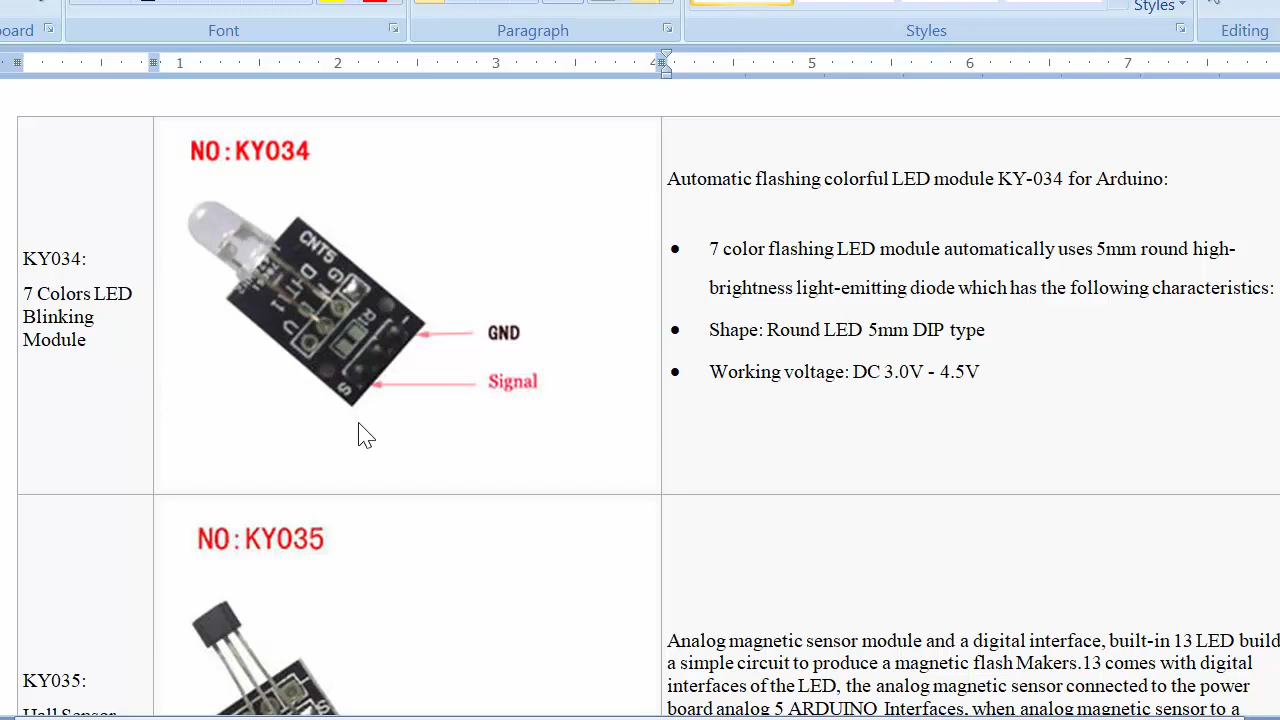 Styles
Font
Paragraph
Styles
Editing
1 2 3 4 5 6 7
NO:KY034
KY034:
7 Colors LED
Blinking
Module
CNT5
GND
Signal
S
Automatic flashing colorful LED module KY-034 for Arduino:
• 7 color flashing LED module automatically uses 5mm round high-
brightness light-emitting diode which has the following characteristics:
• Shape: Round LED 5mm DIP type
• Working voltage: DC 3.0V - 4.5V
NO:KY035
KY035:
Hall Sensor
Analog magnetic sensor module and a digital interface, built-in 13 LED build
a simple circuit to produce a magnetic flash Makers.13 comes with digital
interfaces of the LED, the analog magnetic sensor connected to the power
board analog 5 ARDUINO Interfaces, when analog magnetic sensor to a